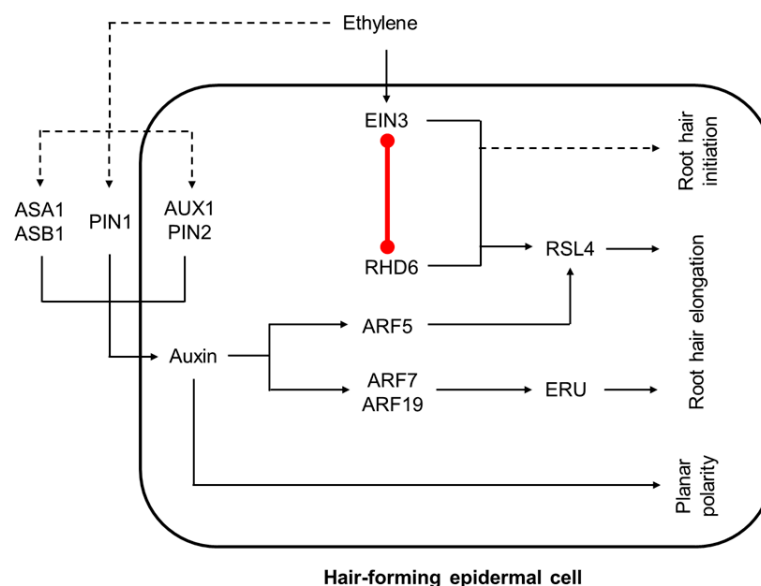 Ethylene
EIN3
Root hair
initiation
ASA1
ASB1
PIN1
AUX1
PIN2
RHD6
RSL4
Root hair elongation
Auxin
ARF5
ARF7
ARF19
ERU
Planar
polarity
Hair-forming epidermal cell